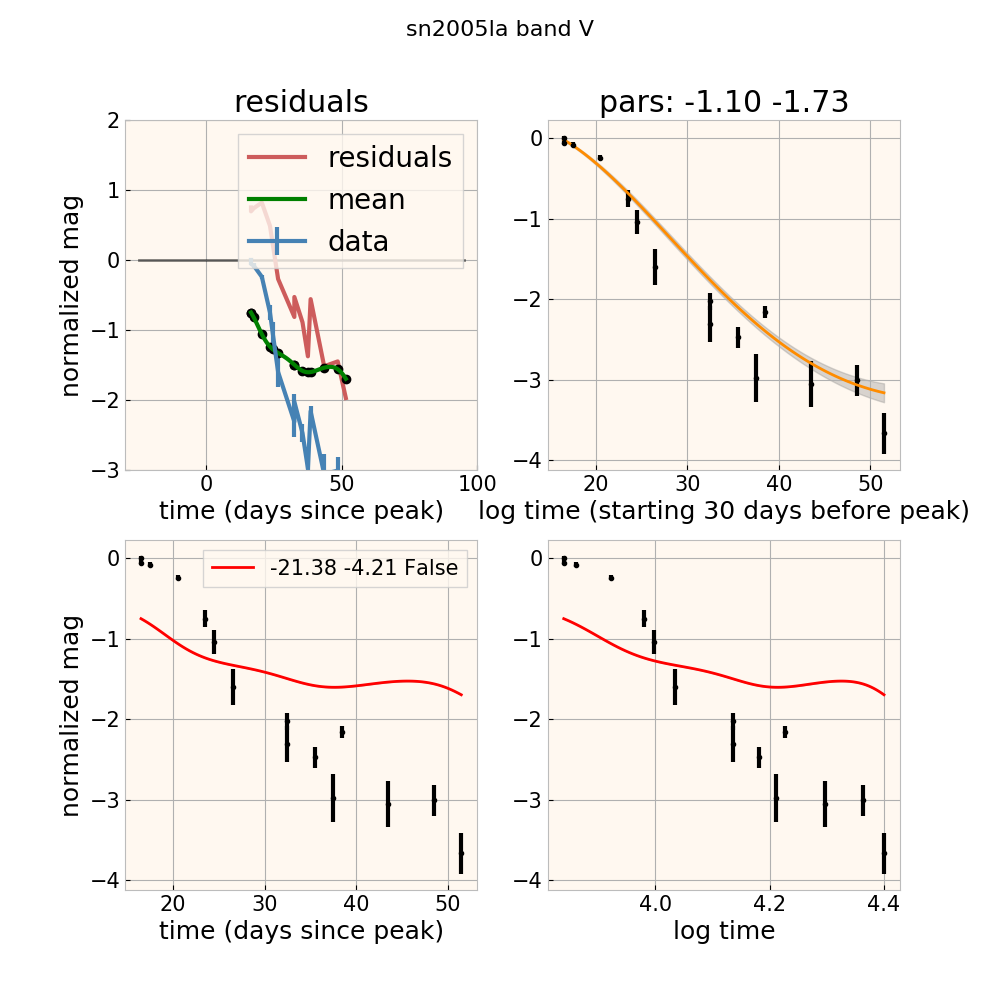 sn2005la band V
residuals
2
1
0
−1
−2
−3
0
50
100
normalized mag
time (days since peak)
residuals
mean
data
pars: -1.10 -1.73
0
−1
−2
−3
−4
20
30
40
50
log time (starting 30 days before peak)
0
−1
−2
−3
−4
20
30
40
50
normalized mag
time (days since peak)
-21.38 -4.21 False
0
−1
−2
−3
−4
4.0
4.2
4.4
log time